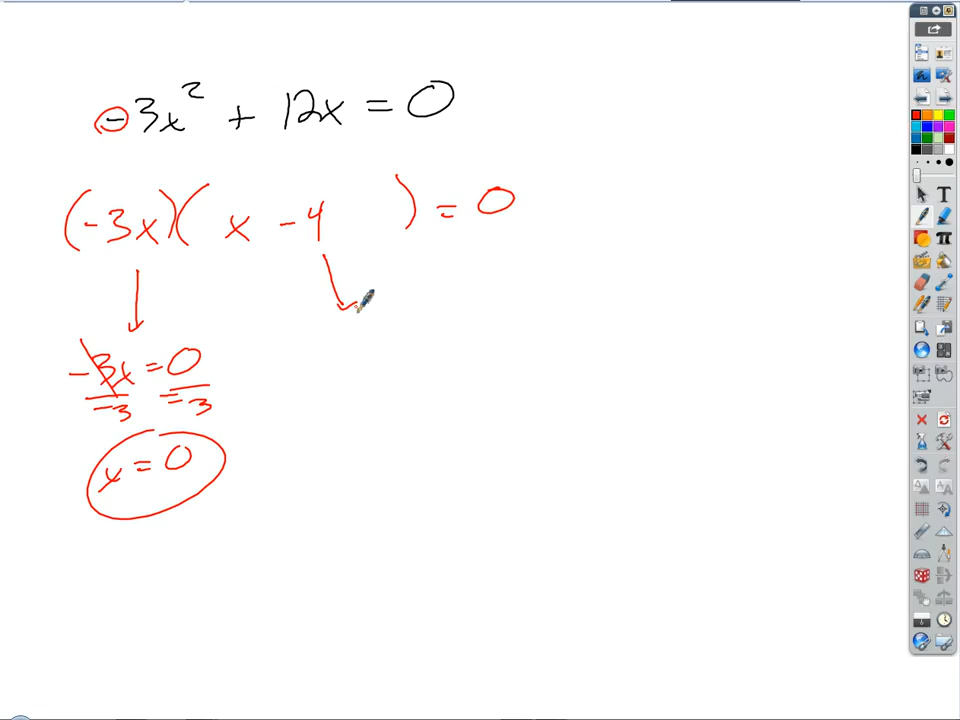 -3x² + 12x = 0
(-3x)( x - 4 ) = 0
-3x = 0
-3 -3
x = 0
T